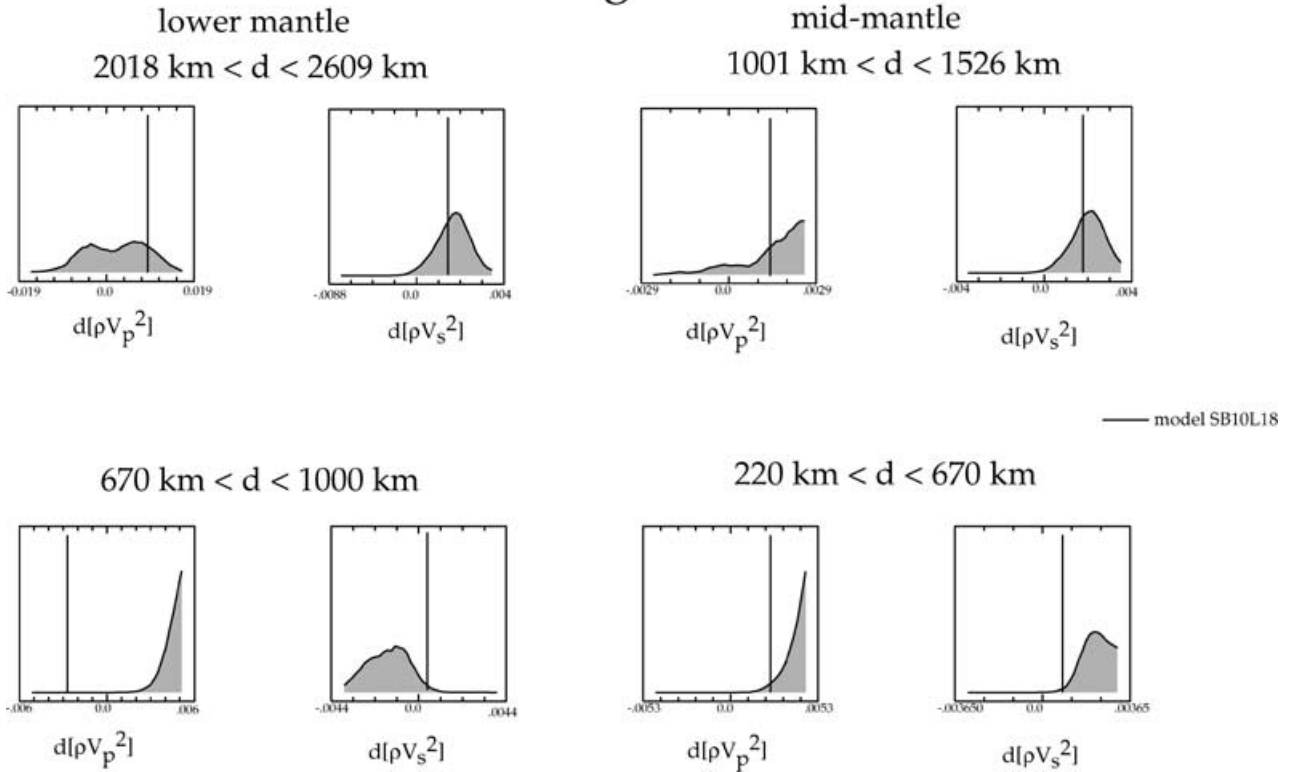 lower mantle
2018 km < d < 2609 km
mid-mantle
1001 km < d < 1526 km
-0.019 0.0 0.019
d[ρVp²]
-.0088 0.0 .004
d[ρVs²]
-.0029 0.0 .0029
d[ρVp²]
-.004 0.0 .004
d[ρVs²]
model SB10L18
670 km < d < 1000 km
220 km < d < 670 km
-.006 0.0 .006
d[ρVp²]
-.0044 0.0 .0044
d[ρVs²]
-.0053 0.0 .0053
d[ρVp²]
-.003650 0.0 .00365
d[ρVs²]